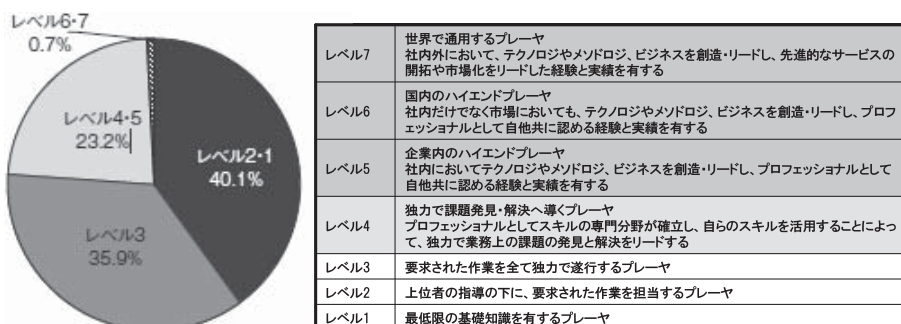 レベル6・7
0.7%
レベル4・5
23.2%
レベル2・1
40.1%
レベル3
35.9%
レベル7
世界で通用するプレーヤ
社内外において、テクノロジやメソドロジ、ビジネスを創造・リードし、先進的なサービスの
開拓や市場化をリードした経験と実績を有する
レベル6
国内のハイエンドプレーヤ
社内だけでなく市場においても、テクノロジやメソドロジ、ビジネスを創造・リードし、プロフ
ェッショナルとして自他共に認める経験と実績を有する
レベル5
企業内のハイエンドプレーヤ
社内においてテクノロジやメソドロジ、ビジネスを創造・リードし、プロフェッショナルとして
自他共に認める経験と実績を有する
レベル4
独力で課題発見・解決へ導くプレーヤ
プロフェッショナルとしてスキルの専門分野が確立し、自らのスキルを活用することによっ
て、独力で業務上の課題の発見と解決をリードする
レベル3
要求された作業を全て独力で遂行するプレーヤ
レベル2
上位者の指導の下に、要求された作業を担当するプレーヤ
レベル1
最低限の基礎知識を有するプレーヤ